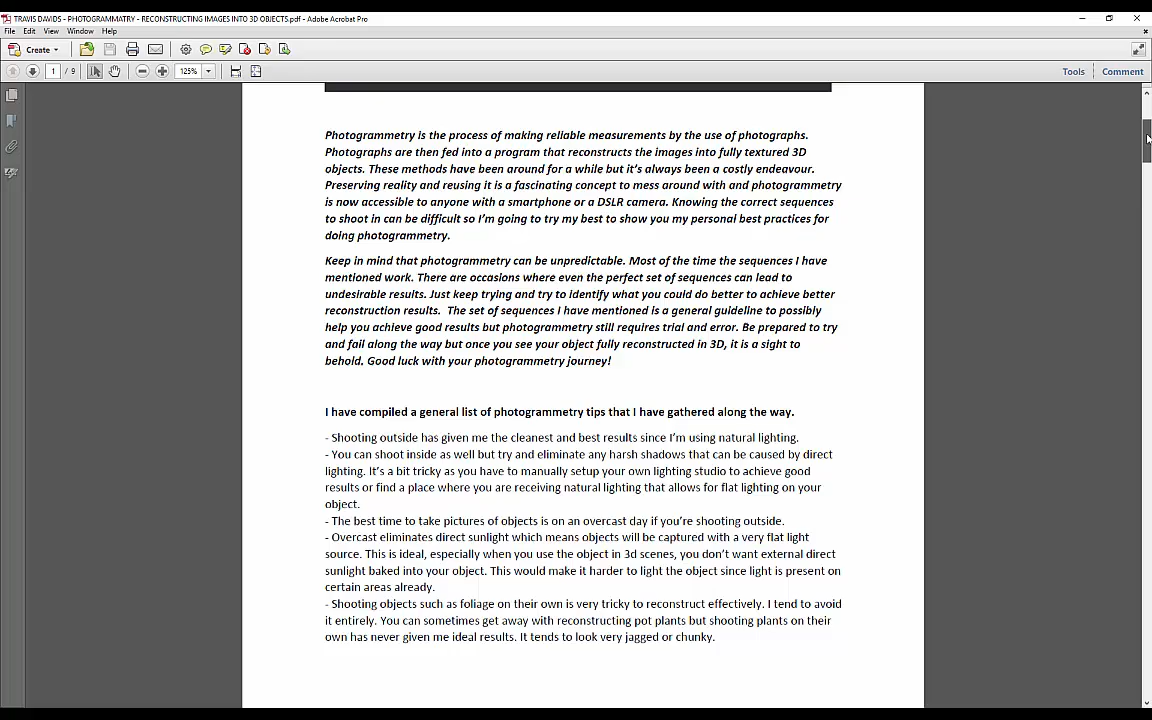 TRAVIS DAVIDS - PHOTOGRAMMATRY - RECONSTRUCTING IMAGES INTO 3D OBJECTS.pdf - Adobe Acrobat Pro
File Edit View Window Help
Create
1 / 9 125% Tools Comment
Photogrammetry is the process of making reliable measurements by the use of photographs.
Photographs are then fed into a program that reconstructs the images into fully textured 3D
objects. These methods have been around for a while but it's always been a costly endeavour.
Preserving reality and reusing it is a fascinating concept to mess around with and photogrammetry
is now accessible to anyone with a smartphone or a DSLR camera. Knowing the correct sequences
to shoot in can be difficult so I'm going to try my best to show you my personal best practices for
doing photogrammetry.
Keep in mind that photogrammetry can be unpredictable. Most of the time the sequences I have
mentioned work. There are occasions where even the perfect set of sequences can lead to
undesirable results. Just keep trying and try to identify what you could do better to achieve better
reconstruction results.  The set of sequences I have mentioned is a general guideline to possibly
help you achieve good results but photogrammetry still requires trial and error. Be prepared to try
and fail along the way but once you see your object fully reconstructed in 3D, it is a sight to
behold. Good luck with your photogrammetry journey!
I have compiled a general list of photogrammetry tips that I have gathered along the way.
- Shooting outside has given me the cleanest and best results since I'm using natural lighting.
- You can shoot inside as well but try and eliminate any harsh shadows that can be caused by direct
lighting. It's a bit tricky as you have to manually setup your own lighting studio to achieve good
results or find a place where you are receiving natural lighting that allows for flat lighting on your
object.
- The best time to take pictures of objects is on an overcast day if you're shooting outside.
- Overcast eliminates direct sunlight which means objects will be captured with a very flat light
source. This is ideal, especially when you use the object in 3d scenes, you don't want external direct
sunlight baked into your object. This would make it harder to light the object since light is present on
certain areas already.
- Shooting objects such as foliage on their own is very tricky to reconstruct effectively. I tend to avoid
it entirely. You can sometimes get away with reconstructing pot plants but shooting plants on their
own has never given me ideal results. It tends to look very jagged or chunky.